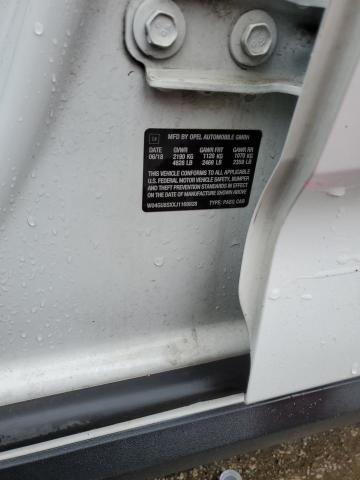 MFD BY OPEL AUTOMOBILE GMBH
DATE GVWR GAWR FRT GAWR RR
06/18 2190 KG 1120 KG 1070 KG
4828 LB 2469 LB 2359 LB
THIS VEHICLE CONFORMS TO ALL APPLICABLE
U.S. FEDERAL MOTOR VEHICLE SAFETY, BUMPER
AND THEFT PREVENTION STANDARDS IN EFFECT
ON THE DATE OF MANUFACTURE SHOWN ABOVE
TYPE: PASS CAR